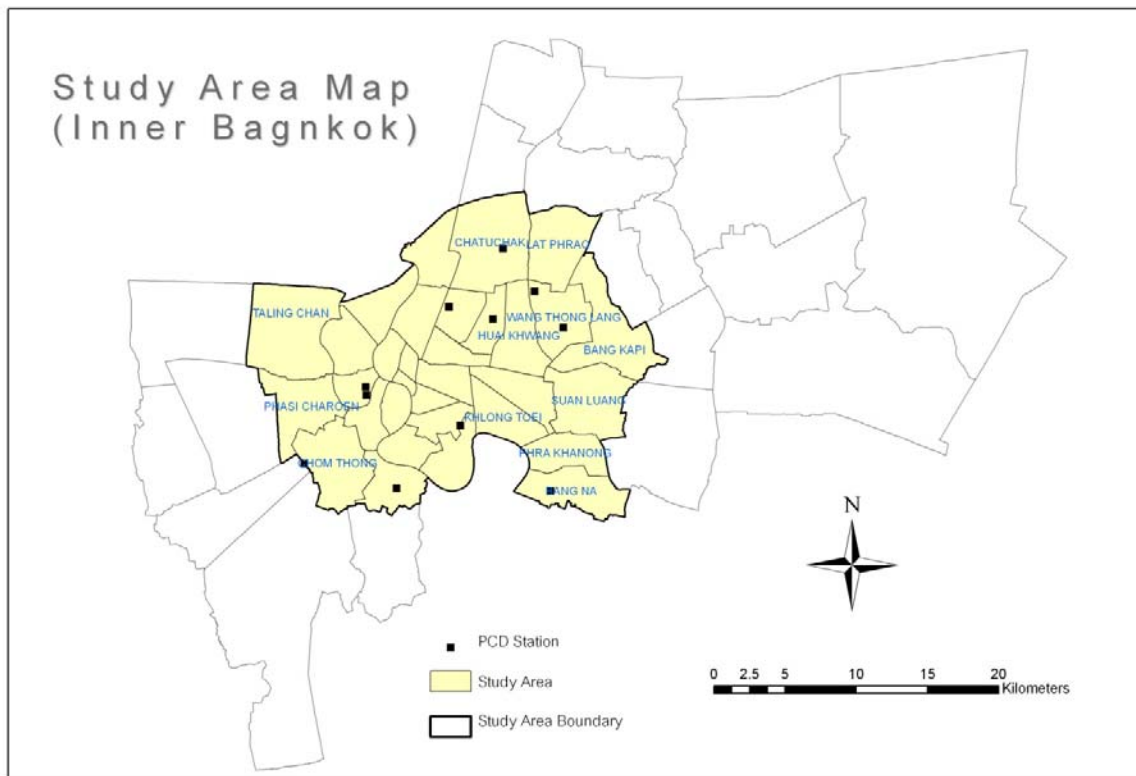 Study Area Map
(Inner Bagnkok)
CHATUCHAK
LAT PHRAO
TALING CHAN
WANG THONG LANG
HUAI KHWANG
BANG KAPI
PHASI CHAROEN
SUAN LUANG
KHLONG TOEI
PHRA KHANONG
CHOM THONG
BANG NA
N
PCD Station
Study Area
Study Area Boundary
0 2.5 5 10 15 20
Kilometers